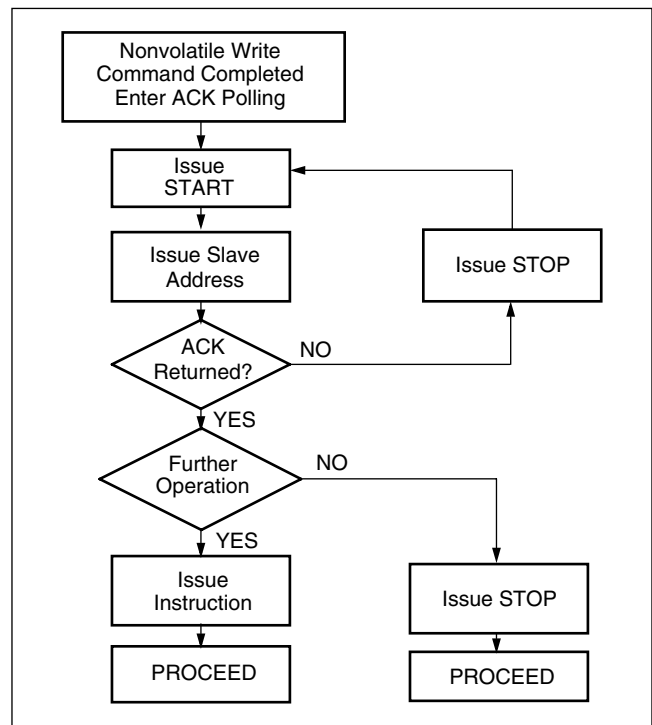 Nonvolatile Write
Command Completed
Enter ACK Polling
Issue
START
Issue Slave
Address
Issue STOP
ACK
Returned?
NO
YES
Further
Operation
NO
YES
Issue
Instruction
Issue STOP
PROCEED
PROCEED